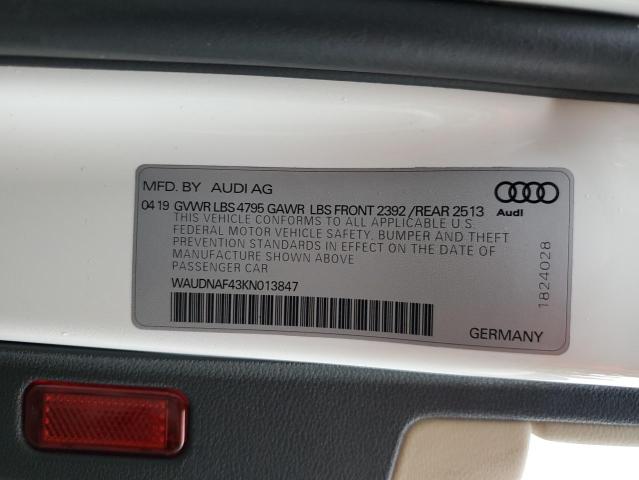 MFD. BY AUDI AG
04 19 GVWR LBS 4795 GAWR LBS FRONT 2392 / REAR 2513
Audi
THIS VEHICLE CONFORMS TO ALL APPLICABLE U.S.
FEDERAL MOTOR VEHICLE SAFETY, BUMPER AND THEFT
PREVENTION STANDARDS IN EFFECT ON THE DATE OF
MANUFACTURE SHOWN ABOVE
PASSENGER CAR
WAUDNAF43KN013847
1824028
GERMANY